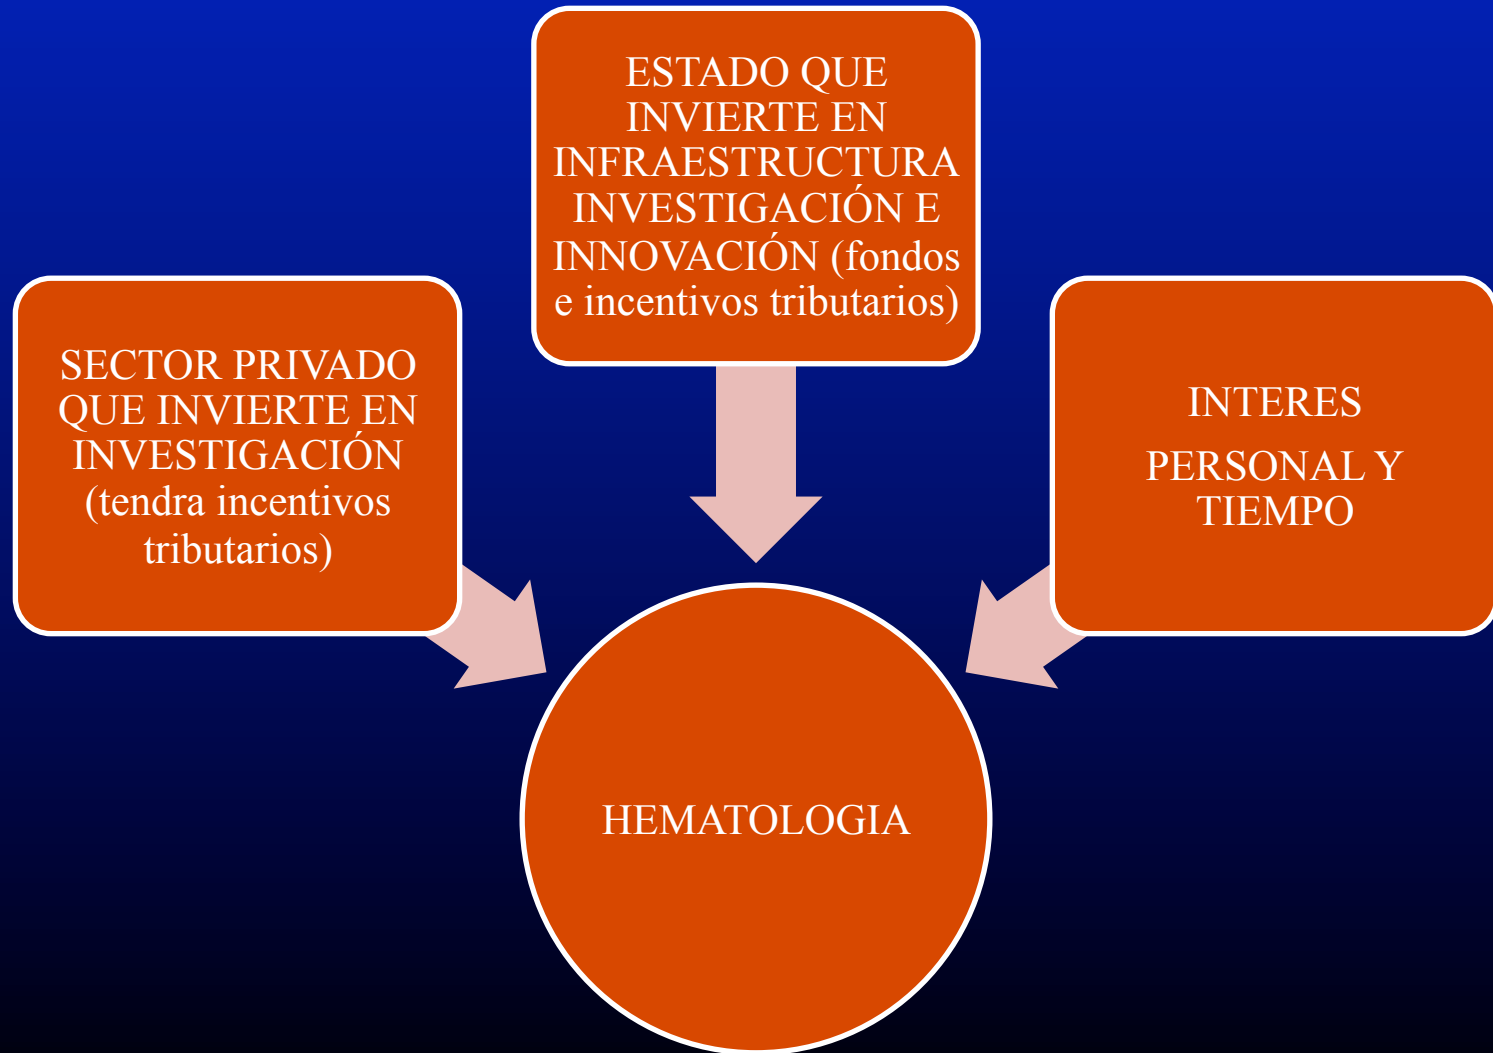 ESTADO QUE
INVIERTE EN
INFRAESTRUCTURA
INVESTIGACIÓN E
INNOVACIÓN (fondos
e incentivos tributarios)
SECTOR PRIVADO
QUE INVIERTE EN
INVESTIGACIÓN
(tendra incentivos
tributarios)
INTERES
PERSONAL Y
TIEMPO
HEMATOLOGIA